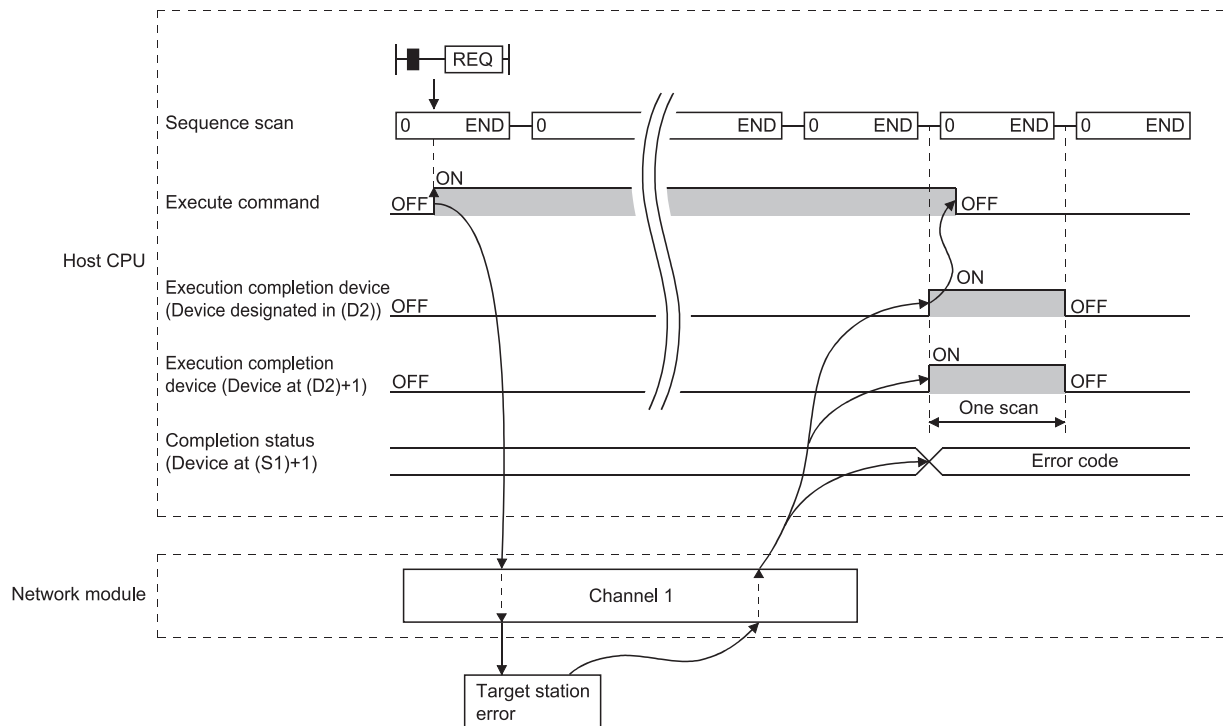 REQ
Sequence scan
0 END 0 END 0 END 0 END 0 END
ON
Execute command
OFF
OFF
Host CPU
ON
Execution completion device
(Device designated in (D2))
OFF
OFF
Execution completion
device (Device at (D2)+1)
ON
OFF
OFF
One scan
Completion status
(Device at (S1)+1)
Error code
Network module
Channel 1
Target station
error